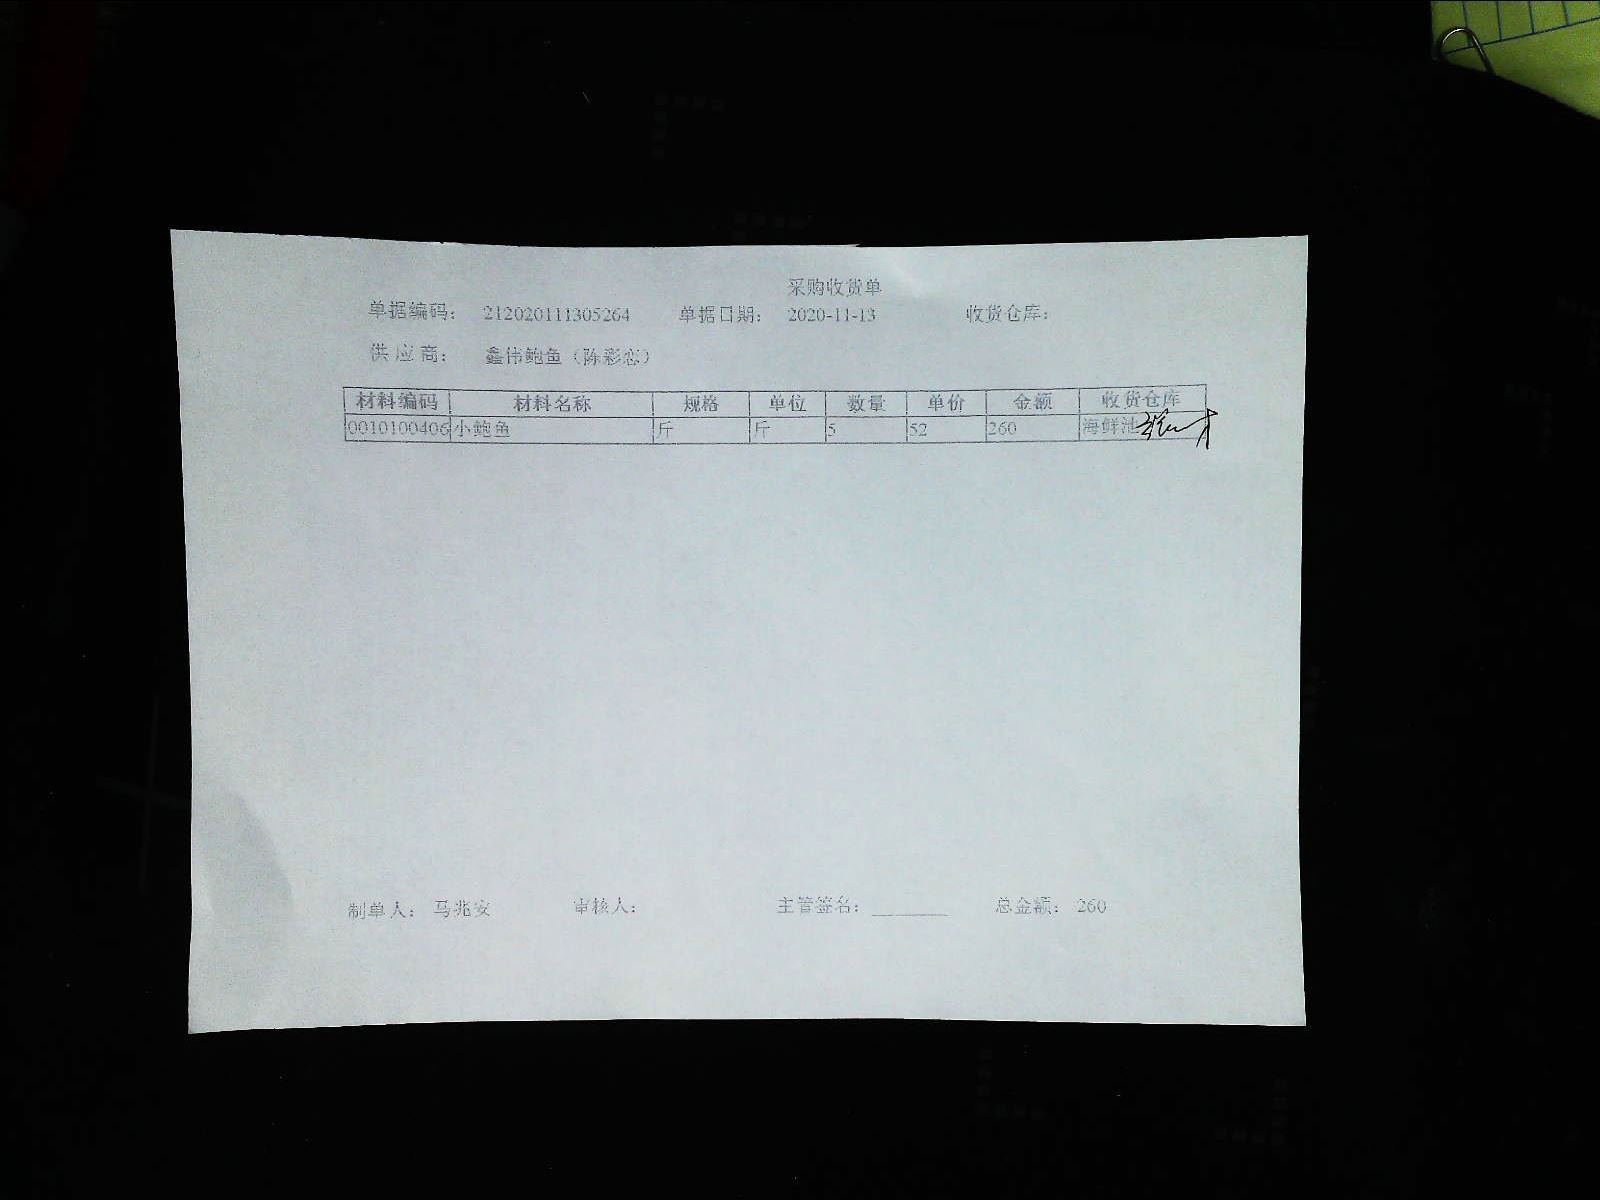 采购收货单
单据编码： 212020111305264 单据日期： 2020-11-13 收货仓库：
供 应 商： 鑫伟鲍鱼（陈彩恋）
材料编码 材料名称 规格 单位 数量 单价 金额 收货仓库
0010100406 小鲍鱼 斤 斤 5 52 260 海鲜池
制单人： 马兆安 审核人： 主管签名： 总金额： 260